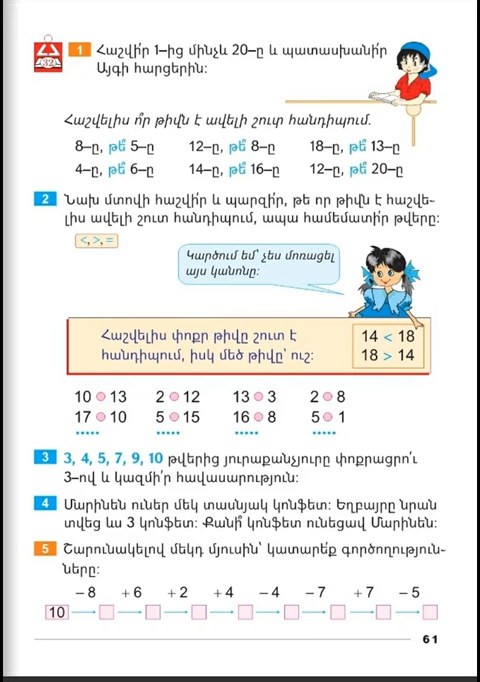 1 Հաշվի՛ր 1–ից մինչև 20–ը և պատասխանի՛ր
Այգի հարցերին։
Հաշվելիս ո՞ր թիվն է ավելի շուտ հանդիպում.
8–ը, թե՞ 5–ը 12–ը, թե՞ 8–ը 18–ը, թե՞ 13–ը
4–ը, թե՞ 6–ը 14–ը, թե՞ 16–ը 12–ը, թե՞ 20–ը
2 Նախ մտովի հաշվի՛ր և պարզի՛ր, թե որ թիվն է հաշվե-
լիս ավելի շուտ հանդիպում, ապա համեմատի՛ր թվերը։
<, >, =
Կարծում եմ՝ չես մոռացել
այս կանոնը։
Հաշվելիս փոքր թիվը շուտ է
հանդիպում, իսկ մեծ թիվը՝ ուշ։
14 < 18
18 > 14
10 13 2 12 13 3 2 8
17 10 5 15 16 8 5 1
3 3, 4, 5, 7, 9, 10 թվերից յուրաքանչյուրը փոքրացրո՛ւ
3–ով և կազմի՛ր հավասարություն։
4 Մարինեն ուներ մեկ տասնյակ կոնֆետ։ Եղբայրը նրան
տվեց ևս 3 կոնֆետ։ Քանի՞ կոնֆետ ունեցավ Մարինեն։
5 Շարունակելով մեկդ մյուսին՝ կատարե՛ք գործողություն-
ները։
– 8 + 6 + 2 + 4 – 4 – 7 + 7 – 5
10
61